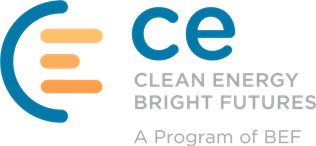 ce
CLEAN ENERGY
BRIGHT FUTURES
A Program of BEF